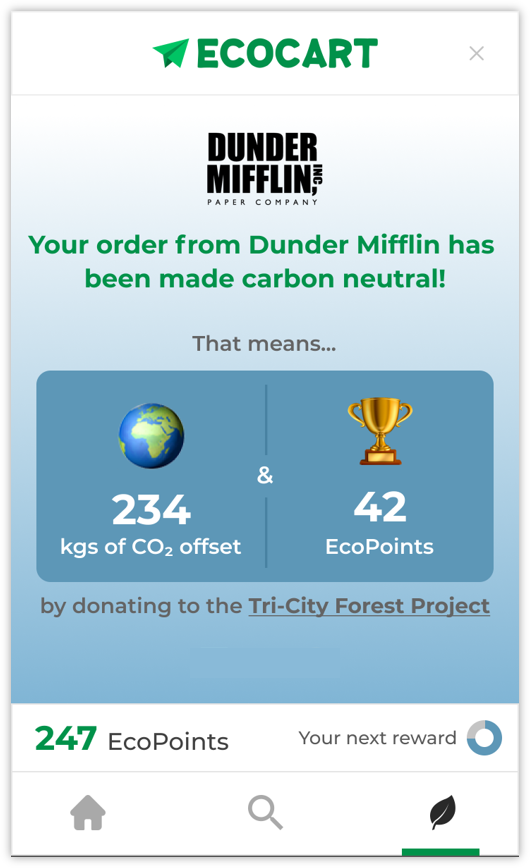 ECOCART
DUNDER
MIFFLIN, INC
PAPER COMPANY
Your order from Dunder Mifflin has
been made carbon neutral!
That means...
234
kgs of CO₂ offset
&
42
EcoPoints
by donating to the Tri-City Forest Project
247 EcoPoints
Your next reward